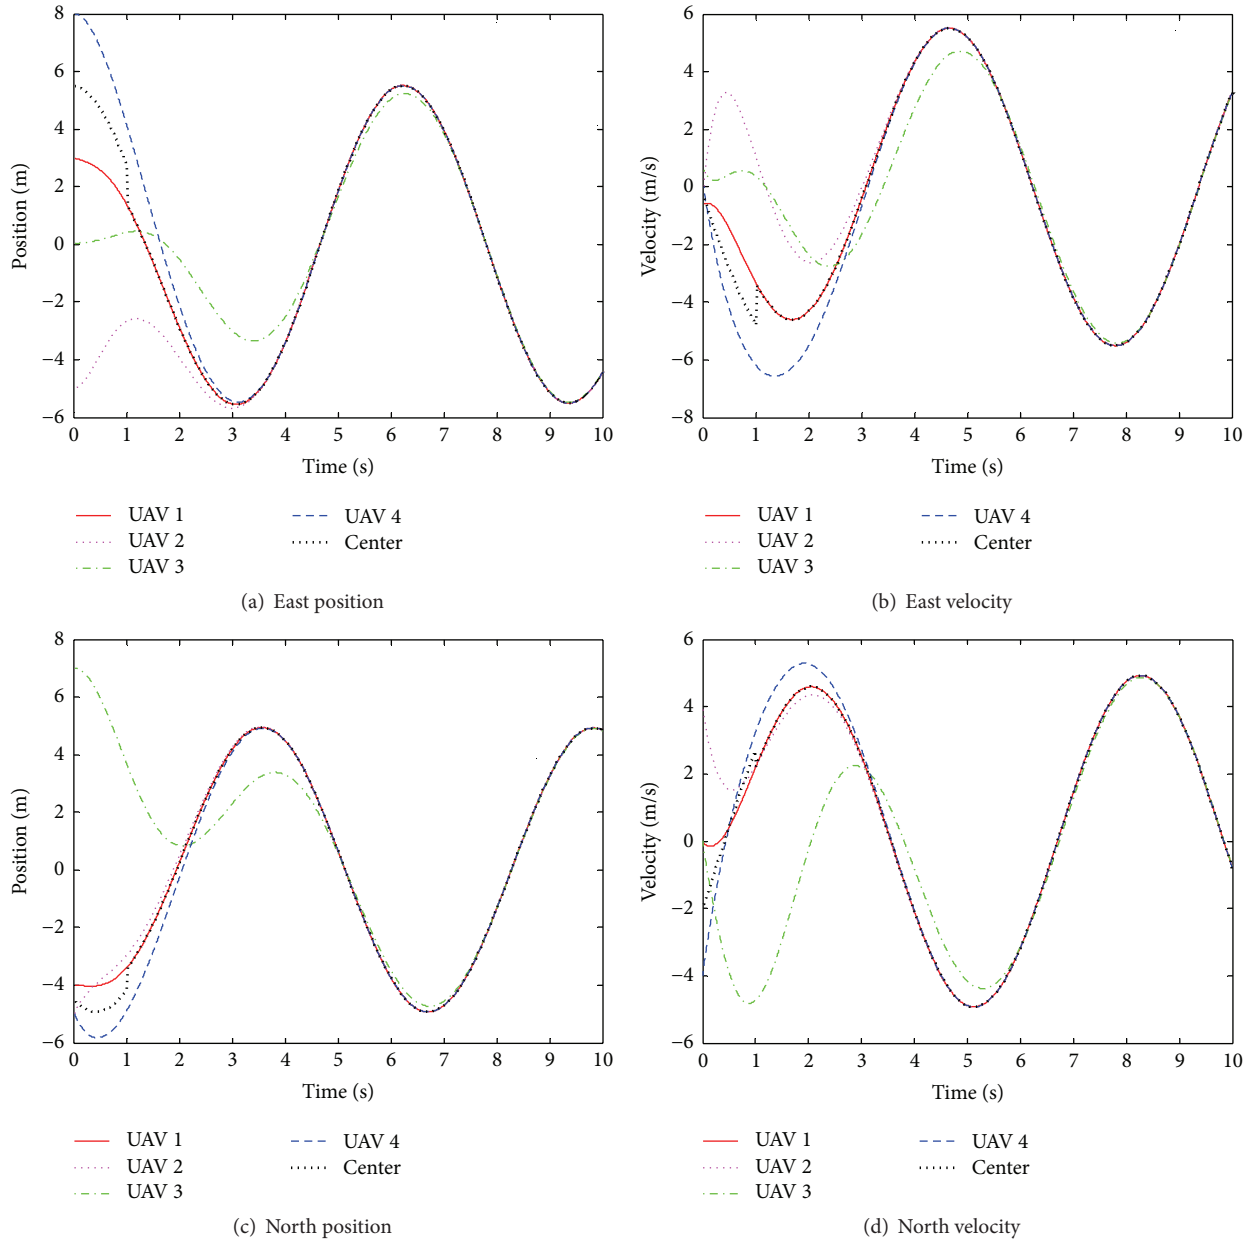 8
6
4
2
0
−2
−4
−6
Position (m)
0 1 2 3 4 5 6 7 8 9 10
Time (s)
UAV 1
UAV 2
UAV 3
UAV 4
Center
(a) East position
6
4
2
0
−2
−4
−6
−8
Velocity (m/s)
0 1 2 3 4 5 6 7 8 9 10
Time (s)
UAV 1
UAV 2
UAV 3
UAV 4
Center
(b) East velocity
8
6
4
2
0
−2
−4
−6
Position (m)
0 1 2 3 4 5 6 7 8 9 10
Time (s)
UAV 1
UAV 2
UAV 3
UAV 4
Center
(c) North position
6
4
2
0
−2
−4
−6
Velocity (m/s)
0 1 2 3 4 5 6 7 8 9 10
Time (s)
UAV 1
UAV 2
UAV 3
UAV 4
Center
(d) North velocity